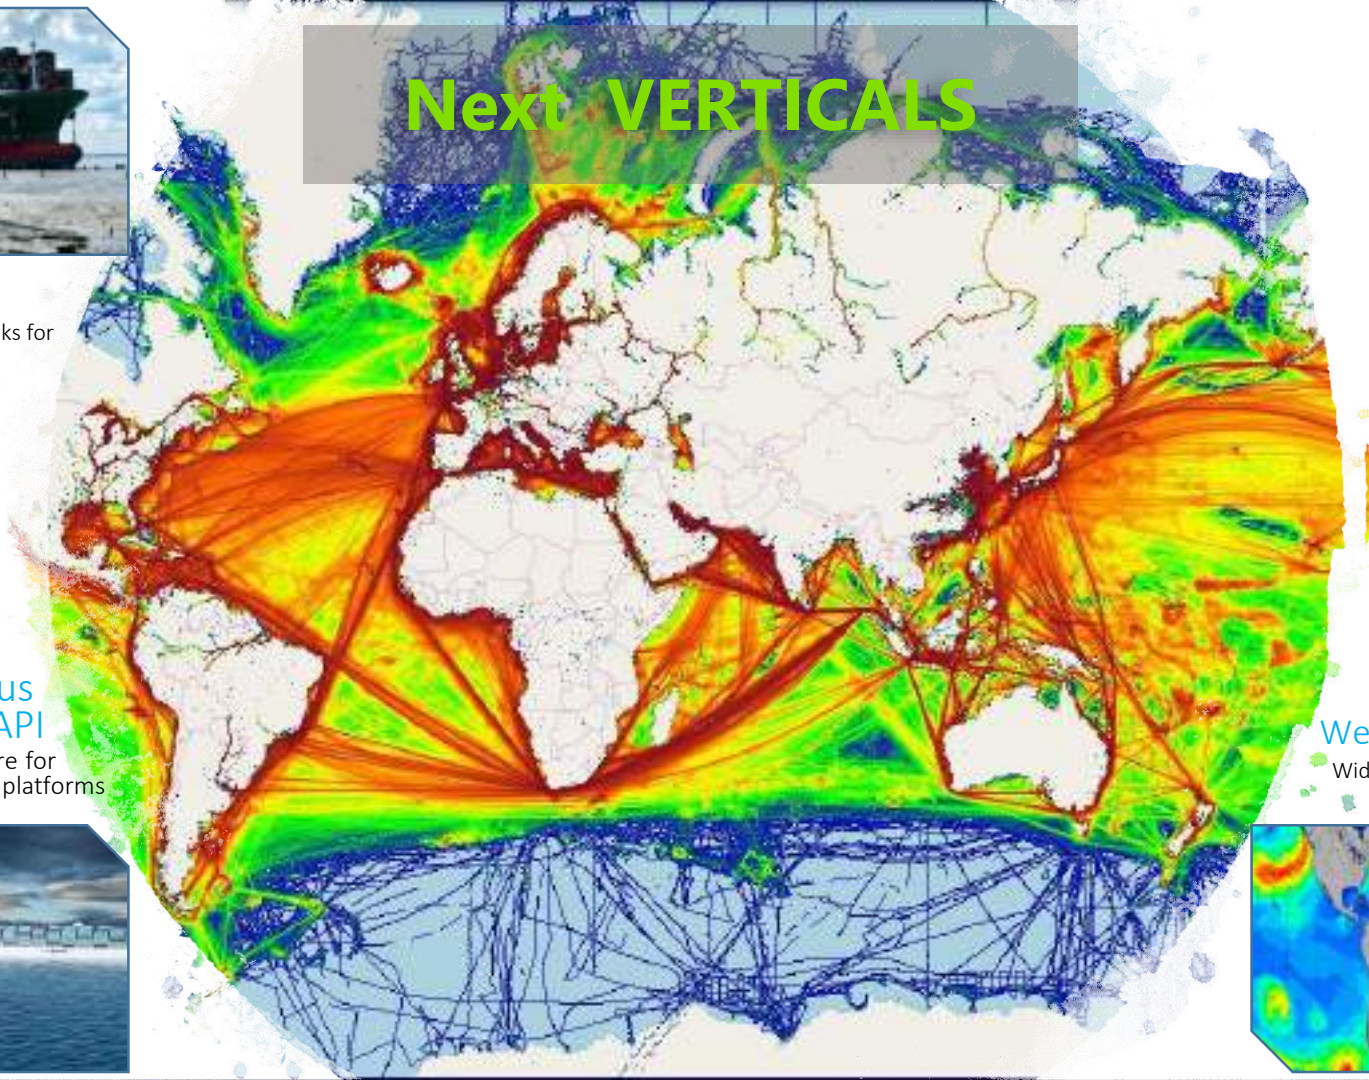 Next VERTICALS
ks for
us
API
re for
platforms
We
Wid